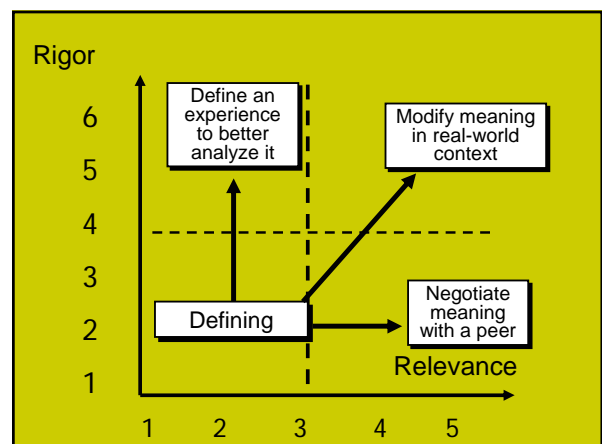 Rigor
6
5
4
3
2
1
Define an
experience
to better
analyze it
Modify meaning
in real-world
context
Defining
Negotiate
meaning
with a peer
Relevance
1 2 3 4 5